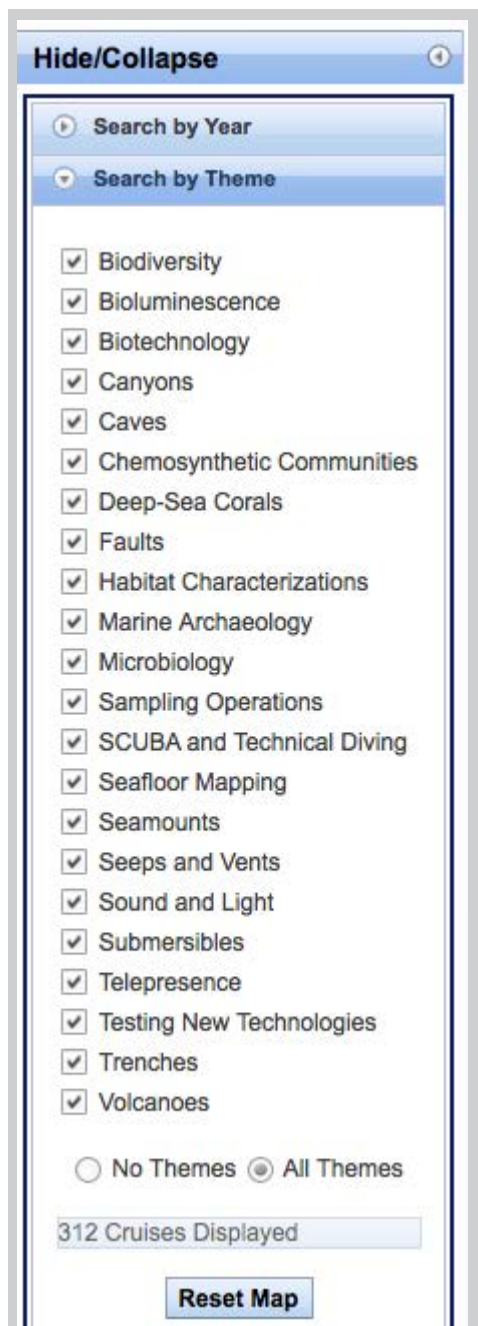 Hide/Collapse
Search by Year
Search by Theme
Biodiversity
Bioluminescence
Biotechnology
Canyons
Caves
Chemosynthetic Communities
Deep-Sea Corals
Faults
Habitat Characterizations
Marine Archaeology
Microbiology
Sampling Operations
SCUBA and Technical Diving
Seafloor Mapping
Seamounts
Seeps and Vents
Sound and Light
Submersibles
Telepresence
Testing New Technologies
Trenches
Volcanoes
No Themes All Themes
312 Cruises Displayed
Reset Map